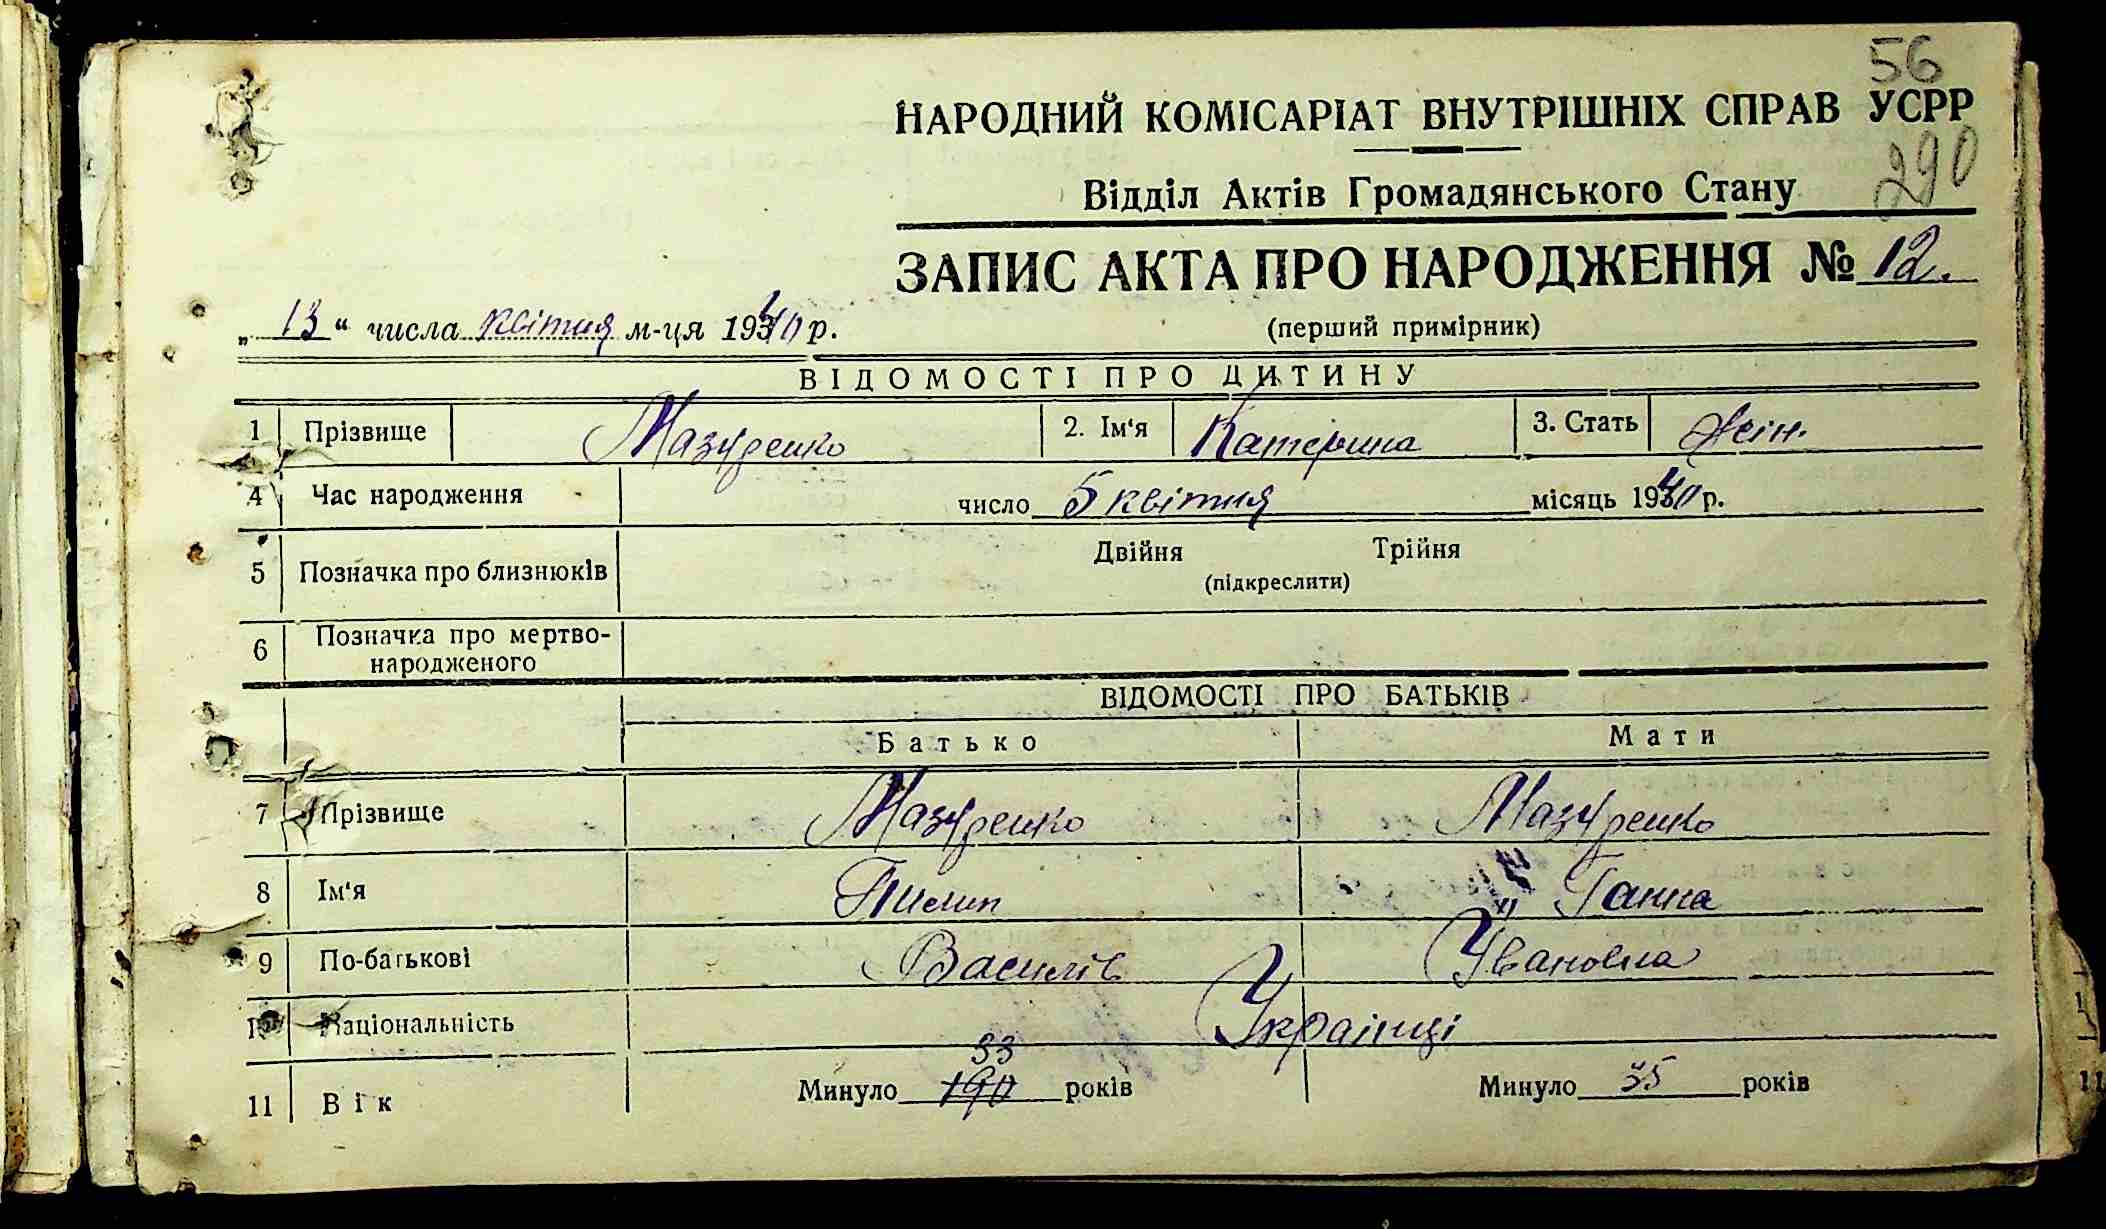 56
НАРОДНИЙ КОМІСАРІАТ ВНУТРІШНІХ СПРАВ УСРР
290
Відділ Актів Громадянського Стану
ЗАПИС АКТА ПРО НАРОДЖЕННЯ № 12.
„ 13 “ числа квітня м-ця 1940 р.
(перший примірник)
ВІДОМОСТІ ПРО ДИТИНУ
1 Прізвище Мазуренко 2. Ім‘я Катерина 3. Стать жін.
4 Час народження число 5 квітня місяць 1940 р.
5 Позначка про близнюків Двійня Трійня
(підкреслити)
6 Позначка про мертво-
народженого
ВІДОМОСТІ ПРО БАТЬКІВ
Батько Мати
7 Прізвище Мазуренко Мазуренко
8 Ім‘я Пилип Ганна
9 По-батькові Василів Івановна
10 Національність Українці
33
11 Вік Минуло 190 років Минуло 35 років
11